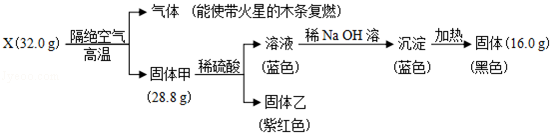 气体 (能使带火星的木条复燃)
X (32.0 g) 隔绝空气 高温
固体甲 (28.8 g) 稀硫酸
溶液 (蓝色) 稀 Na OH 溶 沉淀 (蓝色) 加热 固体 (16.0 g) (黑色)
固体乙 (紫红色)